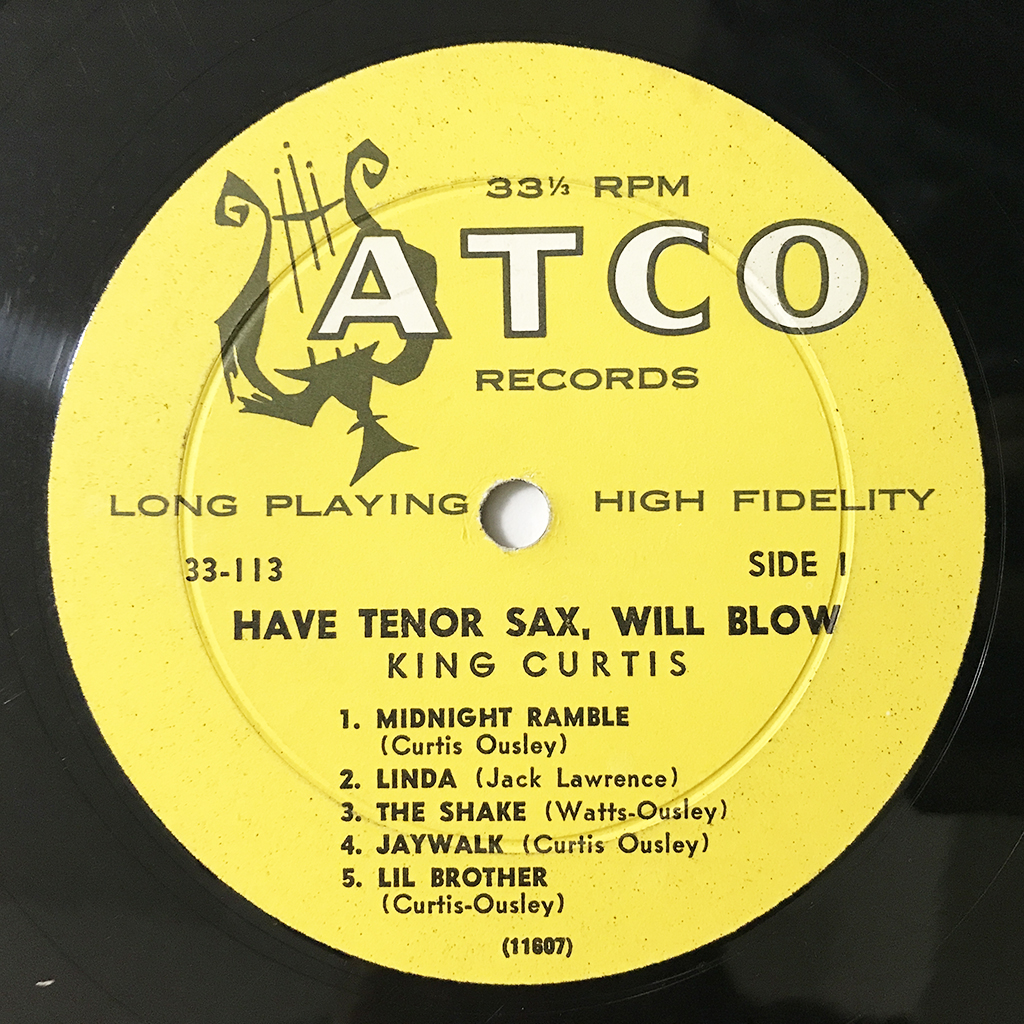 33⅓ RPM
ATCO
RECORDS
LONG PLAYING HIGH FIDELITY
33-113 SIDE 1
HAVE TENOR SAX, WILL BLOW
KING CURTIS
1. MIDNIGHT RAMBLE
(Curtis Ousley)
2. LINDA (Jack Lawrence)
3. THE SHAKE (Watts-Ousley)
4. JAYWALK (Curtis Ousley)
5. LIL BROTHER
(Curtis-Ousley)
(11607)